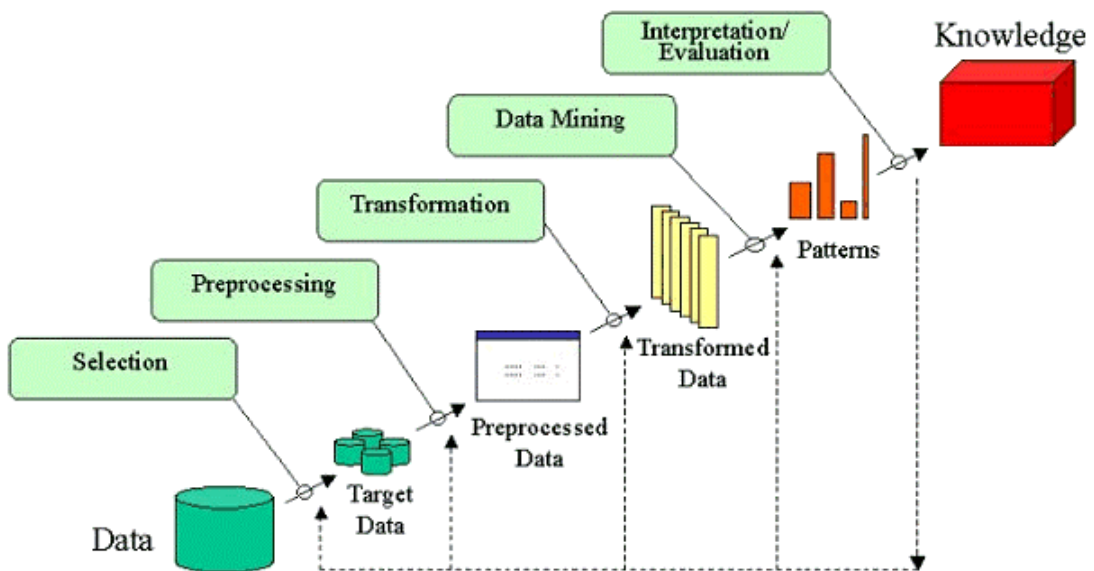 Interpretation/
Evaluation
Knowledge
Data Mining
Transformation
Patterns
Preprocessing
Transformed
Data
Selection
Preprocessed
Data
Target
Data
Data